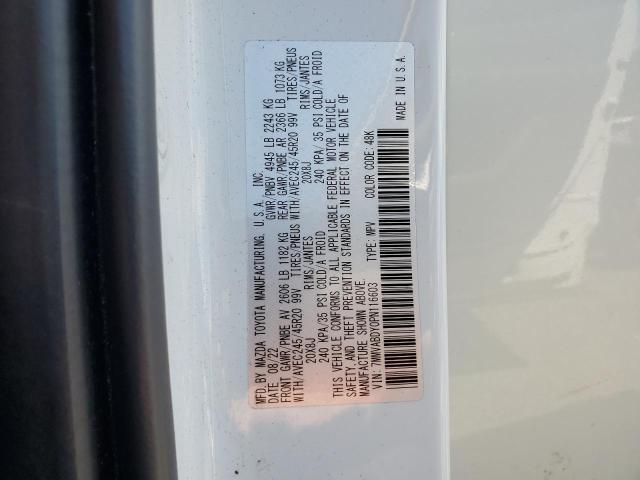 MFD. BY MAZDA TOYOTA MANUFACTURING, U.S.A., INC.
DATE 08/22 GVWR/PNBV 4945 LB 2243 KG
FRONT GAWR/PNBE AV 2606 LB 1182 KG REAR GAWR/PNBE AR 2366 LB 1073 KG
WITH/AVEC245/45R20 99V TIRES/PNEUS WITH/AVEC245/45R20 99V TIRES/PNEUS
20X8J RIMS/JANTES 20X8J RIMS/JANTES
240 KPA/35 PSI COLD/A FROID 240 KPA/35 PSI COLD/A FROID
THIS VEHICLE CONFORMS TO ALL APPLICABLE FEDERAL MOTOR VEHICLE
SAFETY AND THEFT PREVENTION STANDARDS IN EFFECT ON THE DATE OF
MANUFACTURE SHOWN ABOVE.
VIN: 7MMVABDY0PN116603 TYPE: MPV COLOR CODE: 48K
MADE IN U.S.A.